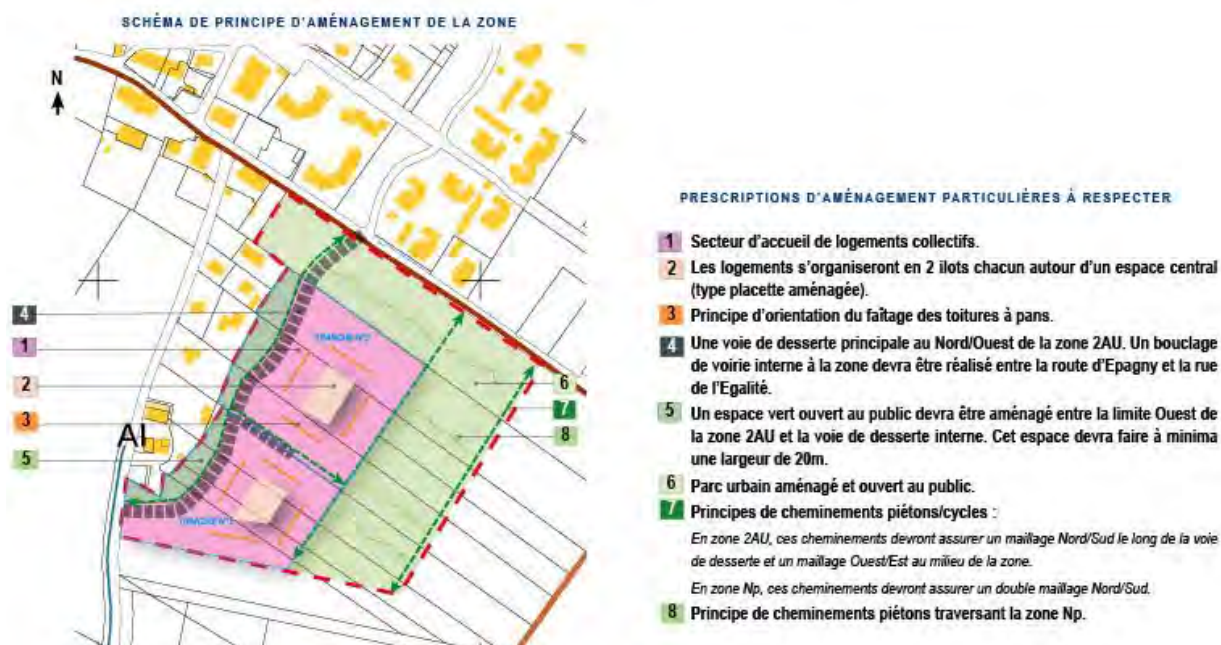 SCHÉMA DE PRINCIPE D'AMÉNAGEMENT DE LA ZONE
N
TRANCHE N°2
4
1
2
3
AI
5
TRANCHE N°1
6
7
8
PRESCRIPTIONS D'AMÉNAGEMENT PARTICULIÈRES À RESPECTER
1 Secteur d'accueil de logements collectifs.
2 Les logements s'organiseront en 2 ilots chacun autour d'un espace central
(type placette aménagée).
3 Principe d'orientation du faîtage des toitures à pans.
4 Une voie de desserte principale au Nord/Ouest de la zone 2AU. Un bouclage
de voirie interne à la zone devra être réalisé entre la route d'Epagny et la rue
de l'Egalité.
5 Un espace vert ouvert au public devra être aménagé entre la limite Ouest de
la zone 2AU et la voie de desserte interne. Cet espace devra faire à minima
une largeur de 20m.
6 Parc urbain aménagé et ouvert au public.
7 Principes de cheminements piétons/cycles :
En zone 2AU, ces cheminements devront assurer un maillage Nord/Sud le long de la voie
de desserte et un maillage Ouest/Est au milieu de la zone.
En zone Np, ces cheminements devront assurer un double maillage Nord/Sud.
8 Principe de cheminements piétons traversant la zone Np.